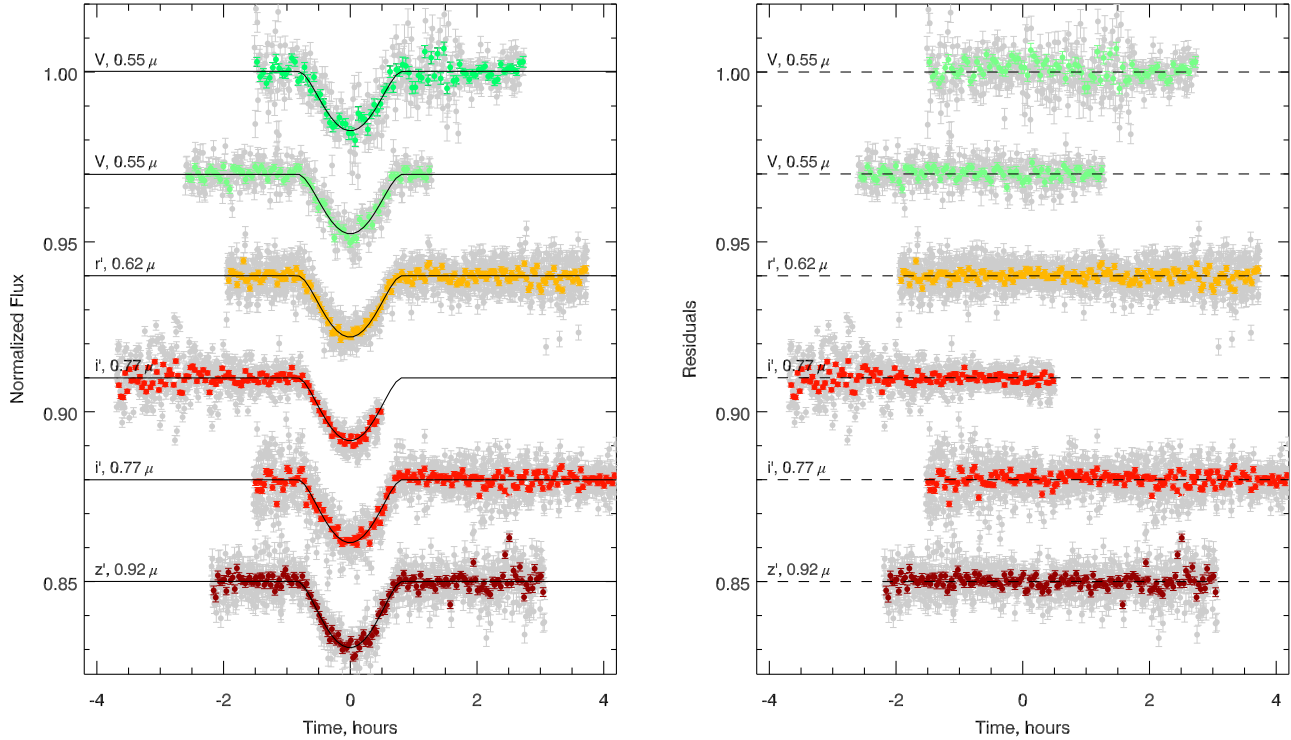 V, 0.55 μ
V, 0.55 μ
r', 0.62 μ
i', 0.77 μ
i', 0.77 μ
z', 0.92 μ
1.00
0.95
0.90
0.85
Normalized Flux
-4 -2 0 2 4
Time, hours
V, 0.55 μ
V, 0.55 μ
r', 0.62 μ
i', 0.77 μ
i', 0.77 μ
z', 0.92 μ
1.00
0.95
0.90
0.85
Residuals
-4 -2 0 2 4
Time, hours